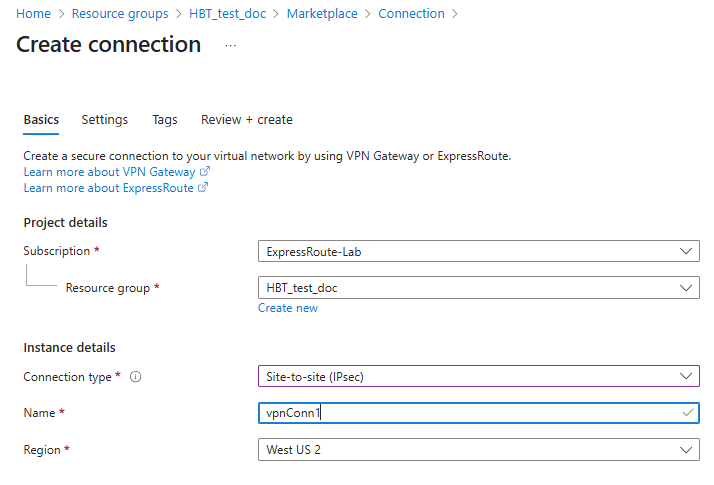 Home > Resource groups > HBT_test_doc > Marketplace > Connection >
Create connection ...
Basics Settings Tags Review + create
Create a secure connection to your virtual network by using VPN Gateway or ExpressRoute.
Learn more about VPN Gateway
Learn more about ExpressRoute
Project details
Subscription * ExpressRoute-Lab
Resource group * HBT_test_doc
Create new
Instance details
Connection type * Site-to-site (IPsec)
Name * vpnConn1
Region * West US 2